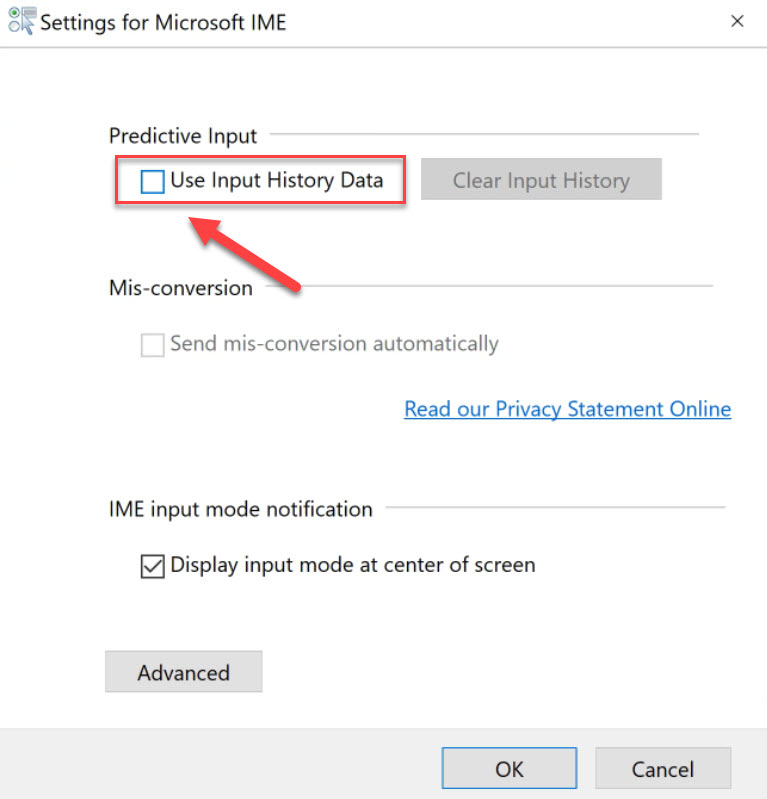 Settings for Microsoft IME
Predictive Input
Use Input History Data
Clear Input History
Mis-conversion
Send mis-conversion automatically
Read our Privacy Statement Online
IME input mode notification
Display input mode at center of screen
Advanced
OK
Cancel